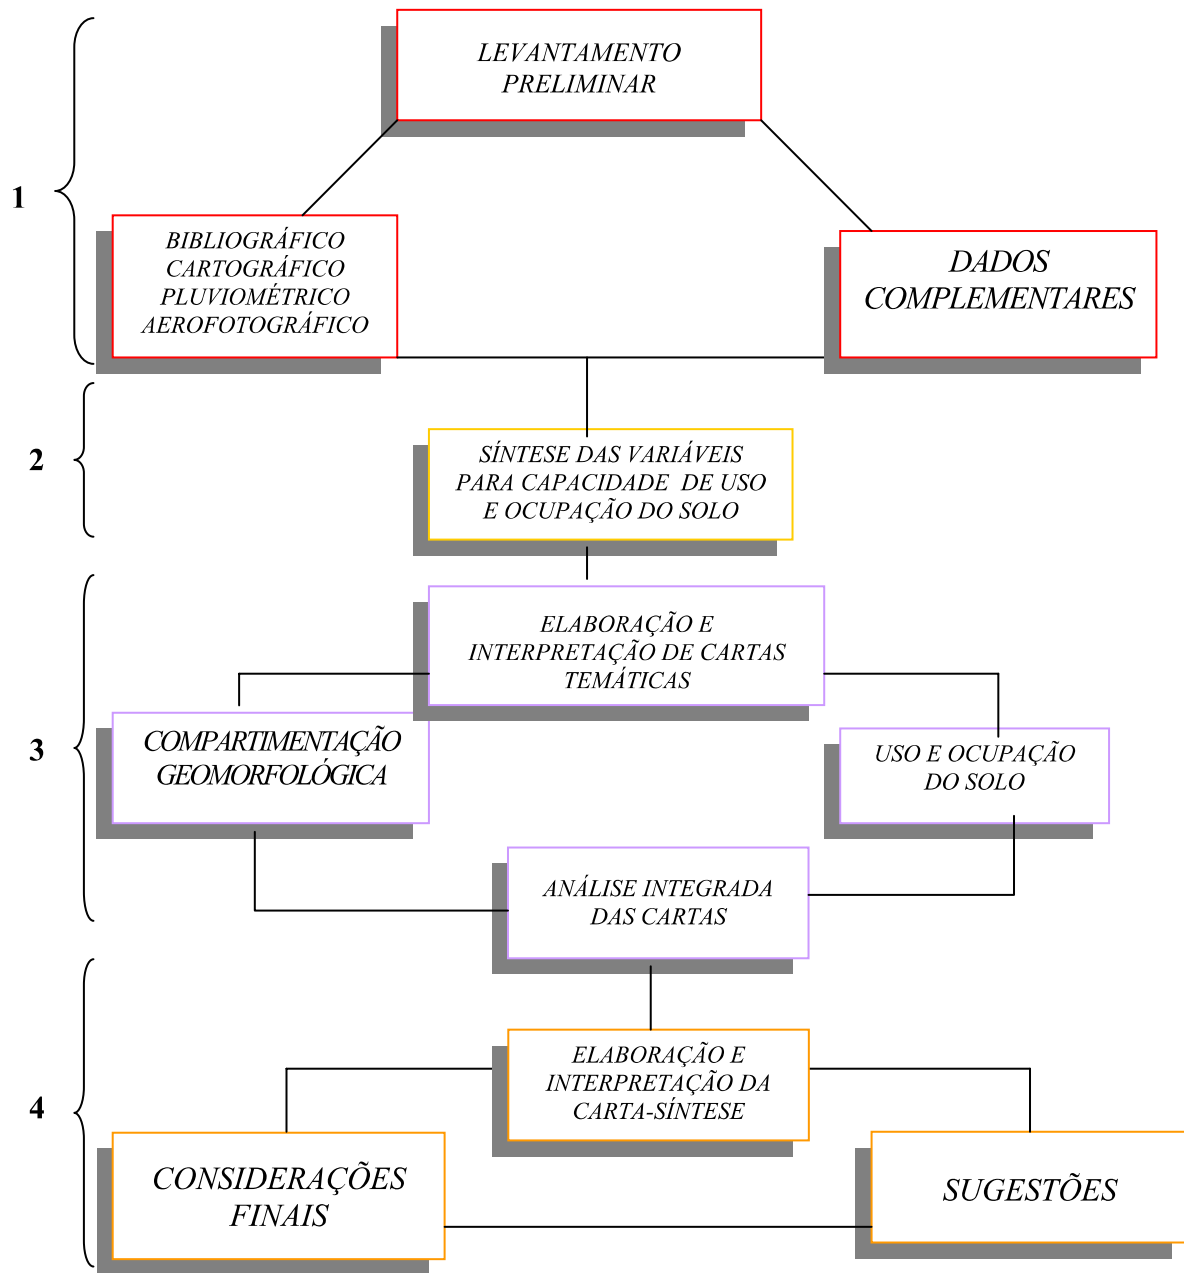 1
LEVANTAMENTO
PRELIMINAR
BIBLIOGRÁFICO
CARTOGRÁFICO
PLUVIOMÉTRICO
AEROFOTOGRÁFICO
DADOS
COMPLEMENTARES
2
SÍNTESE DAS VARIÁVEIS
PARA CAPACIDADE DE USO
E OCUPAÇÃO DO SOLO
3
ELABORAÇÃO E
INTERPRETAÇÃO DE CARTAS
TEMÁTICAS
COMPARTIMENTAÇÃO
GEOMORFOLÓGICA
USO E OCUPAÇÃO
DO SOLO
ANÁLISE INTEGRADA
DAS CARTAS
4
ELABORAÇÃO E
INTERPRETAÇÃO DA
CARTA-SÍNTESE
CONSIDERAÇÕES
FINAIS
SUGESTÕES